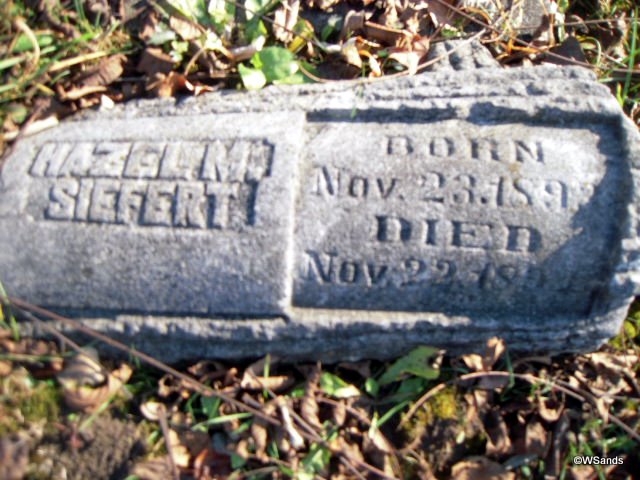 HAZEL M.
SIEFERT
BORN
Nov. 23.
DIED
Nov. 22,
©WSands